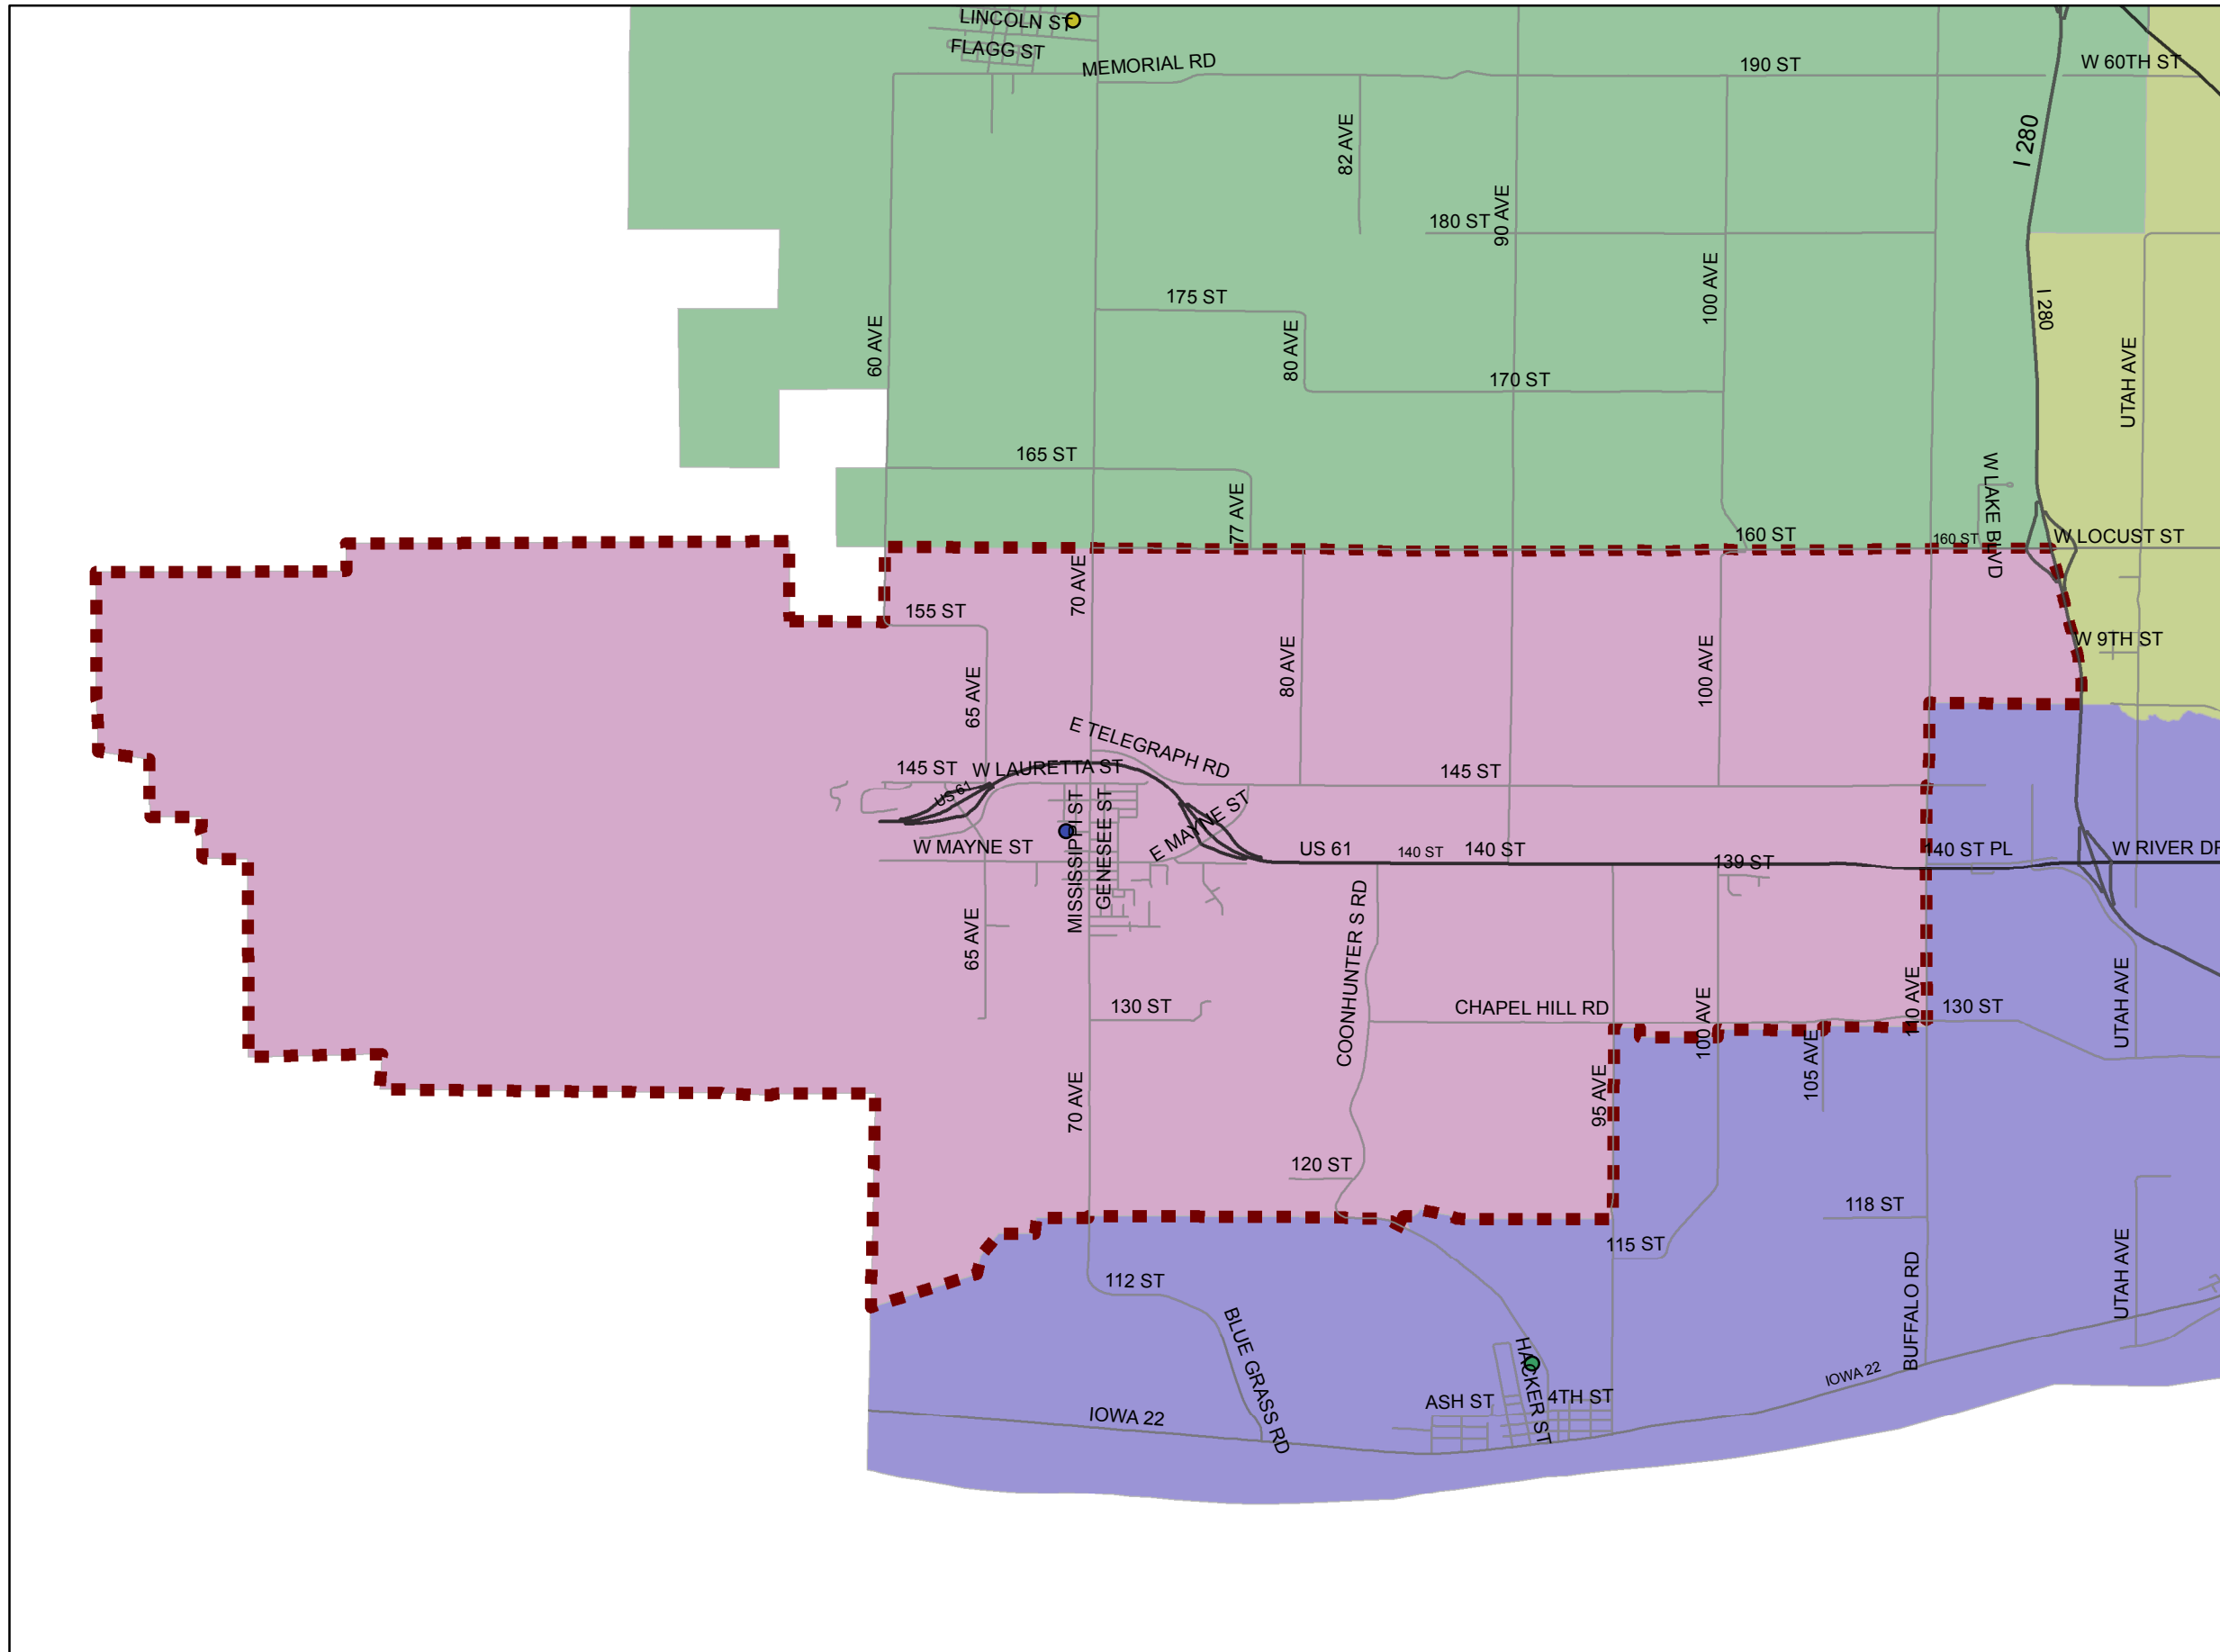 LINCOLN ST
FLAGG ST
MEMORIAL RD
190 ST
W 60TH ST
I 280
82 AVE
90 AVE
180 ST
175 ST
100 AVE
I 280
60 AVE
80 AVE
170 ST
UTAH AVE
165 ST
77 AVE
W LAKE BLVD
160 ST
160 ST
W LOCUST ST
70 AVE
155 ST
W 9TH ST
65 AVE
80 AVE
100 AVE
E TELEGRAPH RD
145 ST
W LAURETTA ST
145 ST
US 61
MISSISSIPPI ST
GENESEE ST
E MAYNE ST
W MAYNE ST
US 61
140 ST
140 ST
139 ST
140 ST PL
W RIVER DR
65 AVE
COONHUNTER S RD
130 ST
CHAPEL HILL RD
100 AVE
110 AVE
130 ST
UTAH AVE
70 AVE
95 AVE
105 AVE
120 ST
118 ST
115 ST
112 ST
BLUE GRASS RD
BUFFALO RD
UTAH AVE
HACKER ST
IOWA 22
ASH ST
4TH ST
IOWA 22